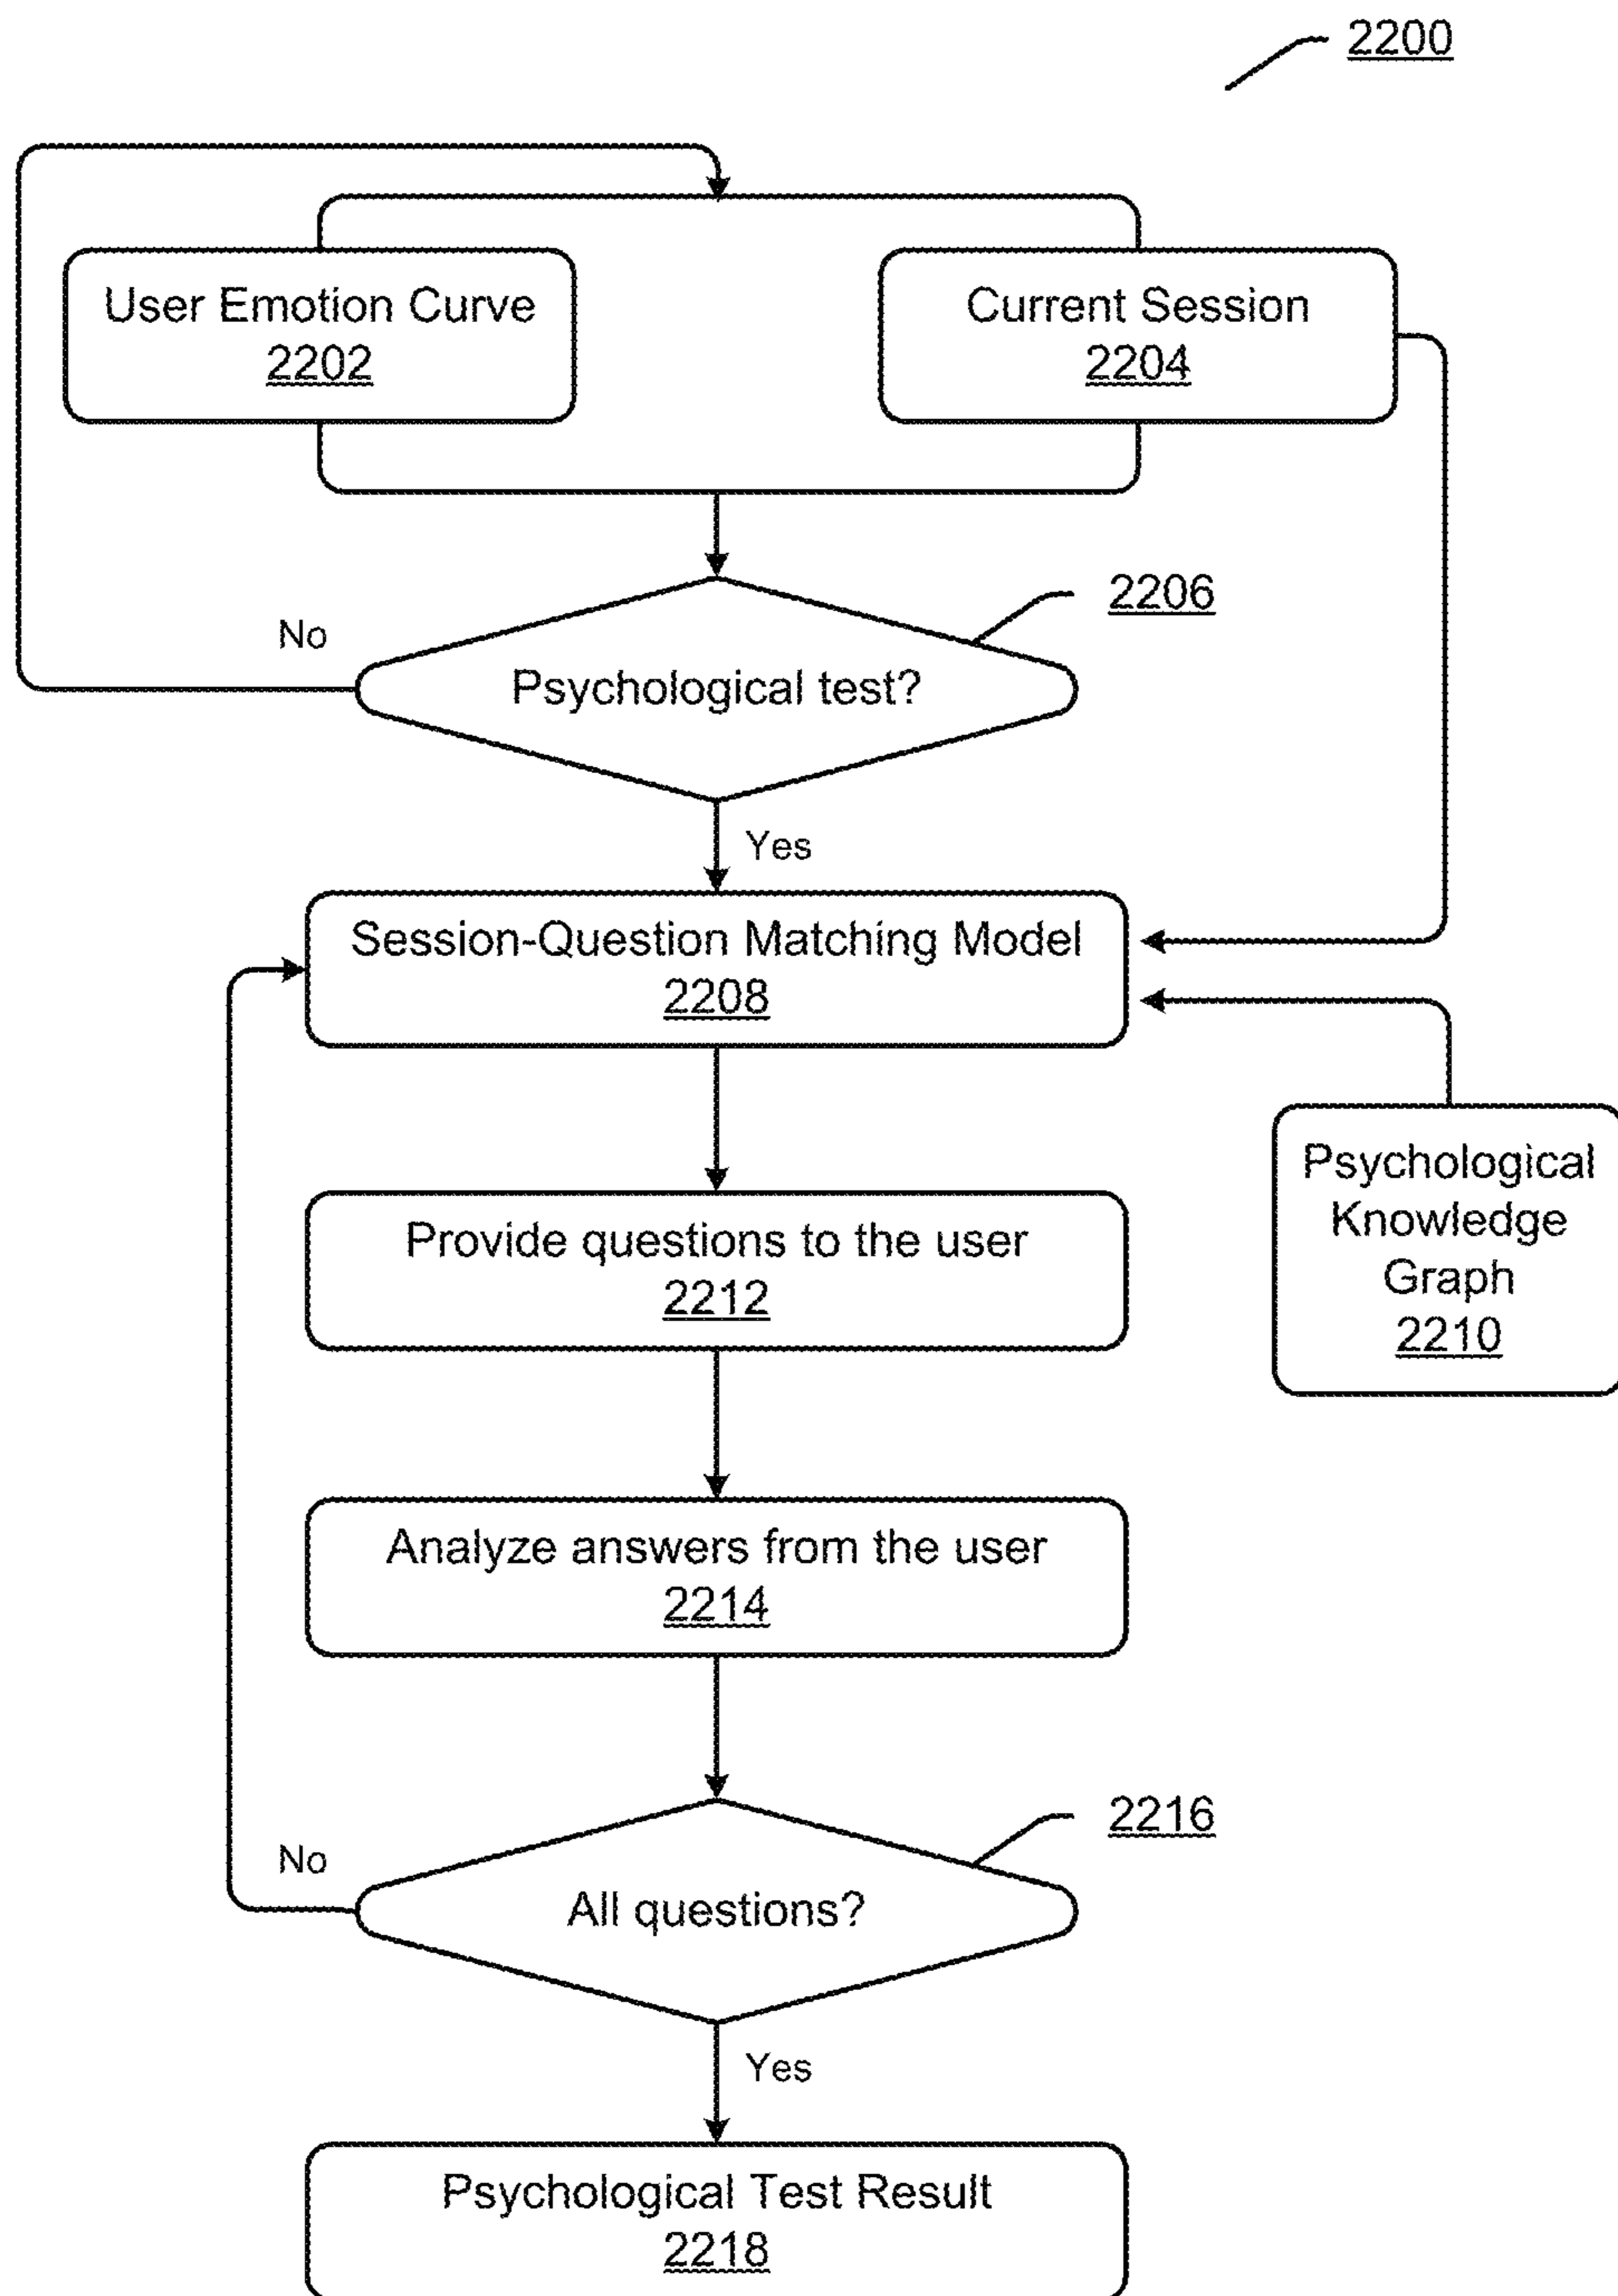 2200
User Emotion Curve
2202
Current Session
2204
2206
No
Psychological test?
Yes
Session-Question Matching Model
2208
Psychological
Knowledge
Graph
2210
Provide questions to the user
2212
Analyze answers from the user
2214
2216
No
All questions?
Yes
Psychological Test Result
2218